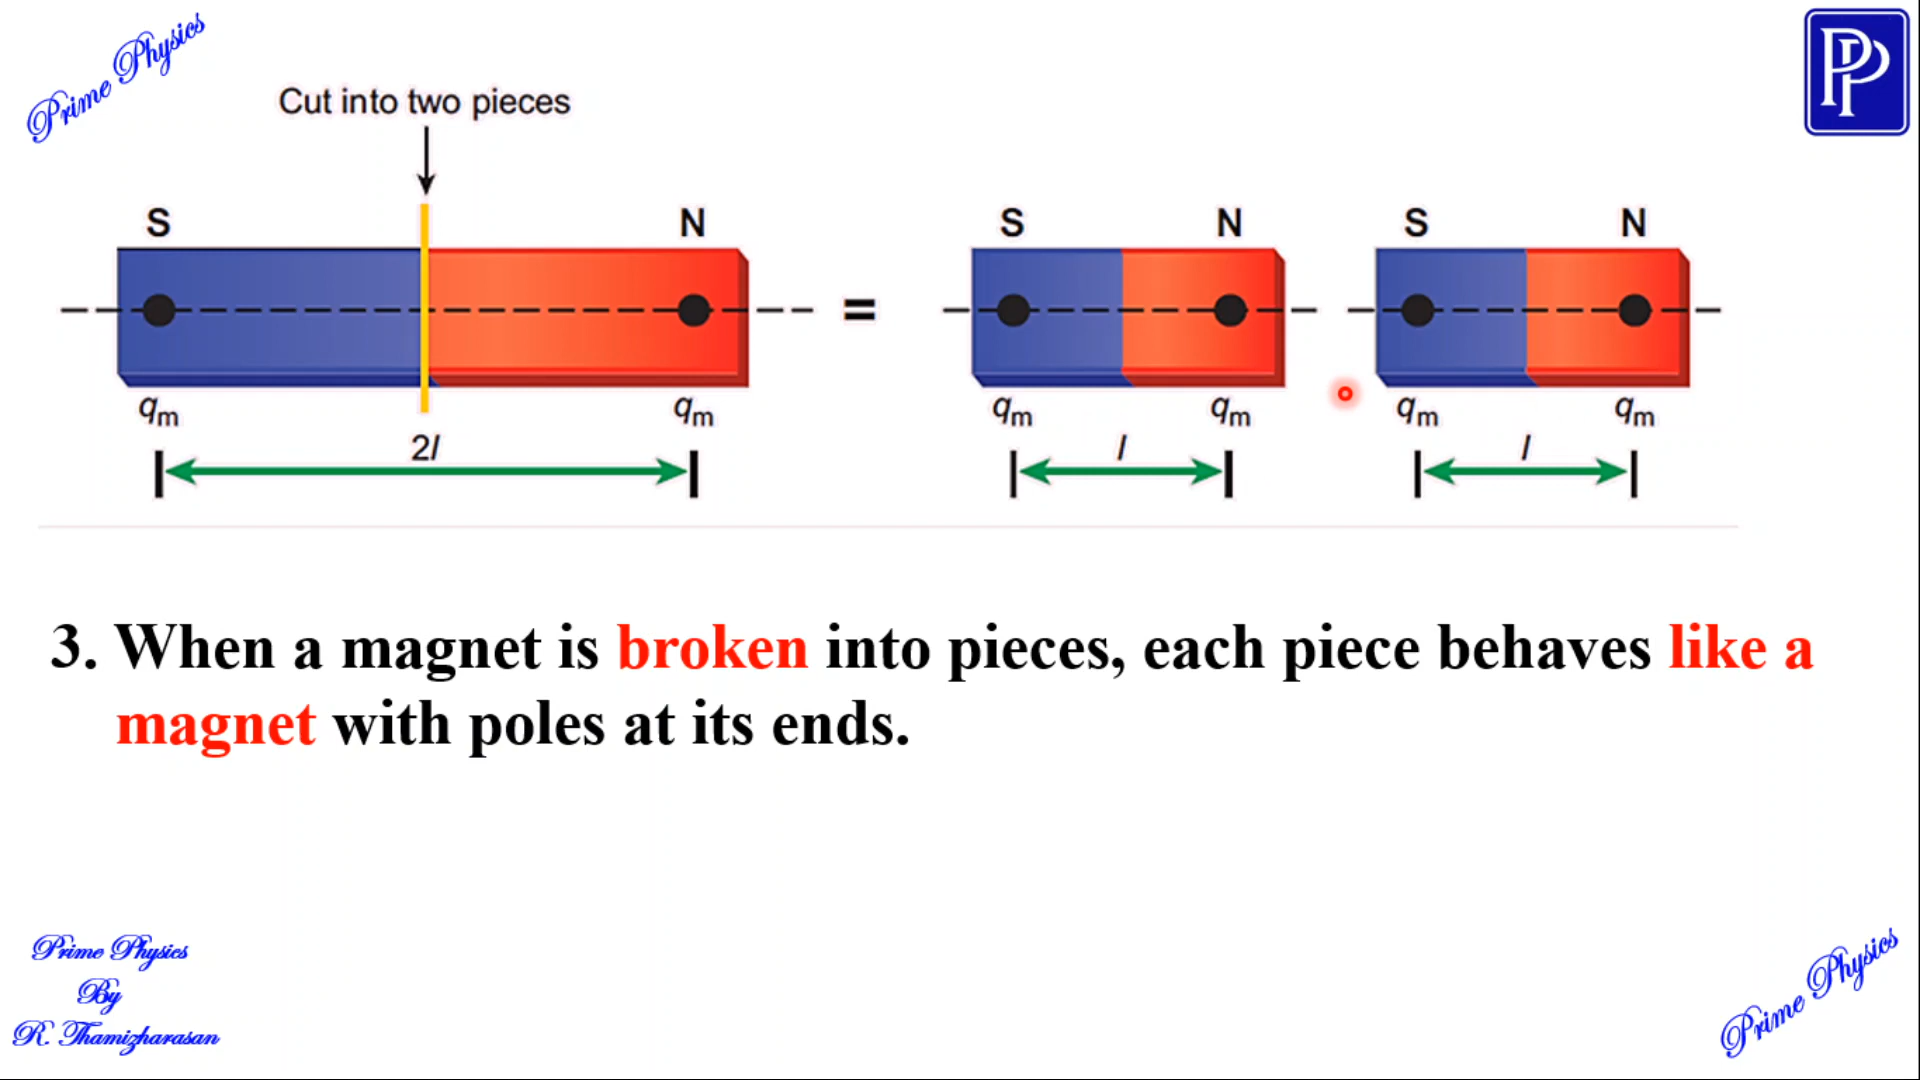 Prime Physics
PP
Cut into two pieces
S N S N S N
=
qm qm qm qm qm qm
2l l l
3. When a magnet is broken into pieces, each piece behaves like a
magnet with poles at its ends.
Prime Physics
By
R. Thamizharasan
Prime Physics